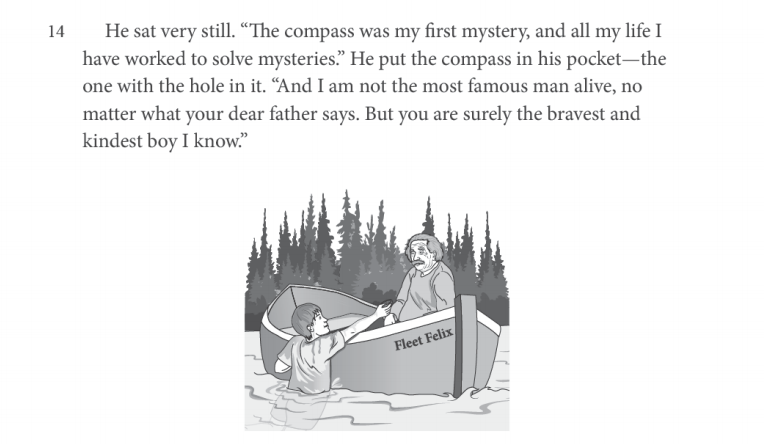 14 He sat very still. “The compass was my first mystery, and all my life I
have worked to solve mysteries.” He put the compass in his pocket—the
one with the hole in it. “And I am not the most famous man alive, no
matter what your dear father says. But you are surely the bravest and
kindest boy I know.”
Fleet Felix